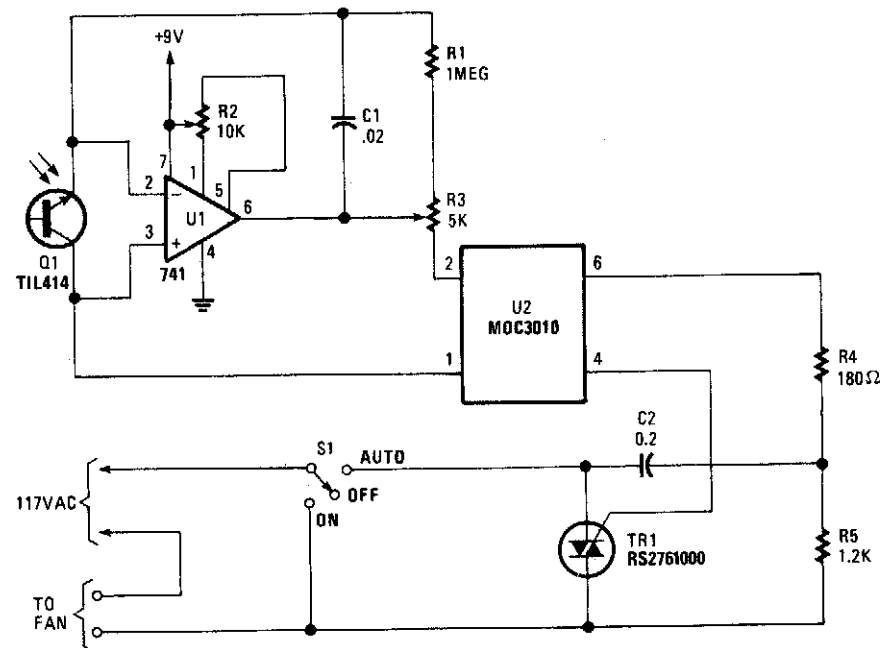 +9V
R1
1MEG
R2
10K
C1
.02
7
1
5
2
−
6
U1
R3
5K
3
+
4
Q1
TIL414
741
2
6
U2
MOC3010
1
4
R4
180Ω
C2
0.2
S1
AUTO
117VAC
OFF
ON
TR1
RS2761000
R5
1.2K
TO
FAN